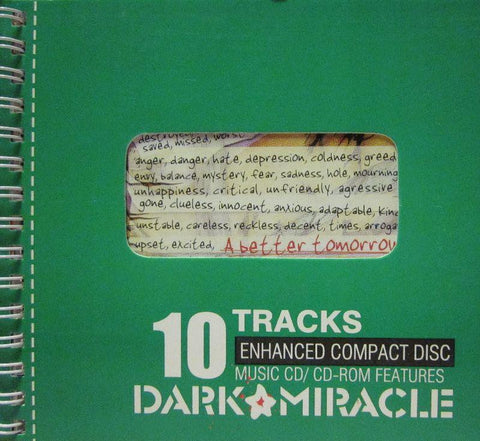 saved, missed, worst
anger, danger, hate, depression, coldness, greed
envy, balance, mystery, fear, sadness, hole, mourning
unhappiness, critical, unfriendly, agressive
gone, clueless, innocent, anxious, adaptable, kind
unstable, careless, reckless, decent, times, arroga
upset, excited, A better tomorrow
10 TRACKS
ENHANCED COMPACT DISC
MUSIC CD/ CD-ROM FEATURES
DARK MIRACLE